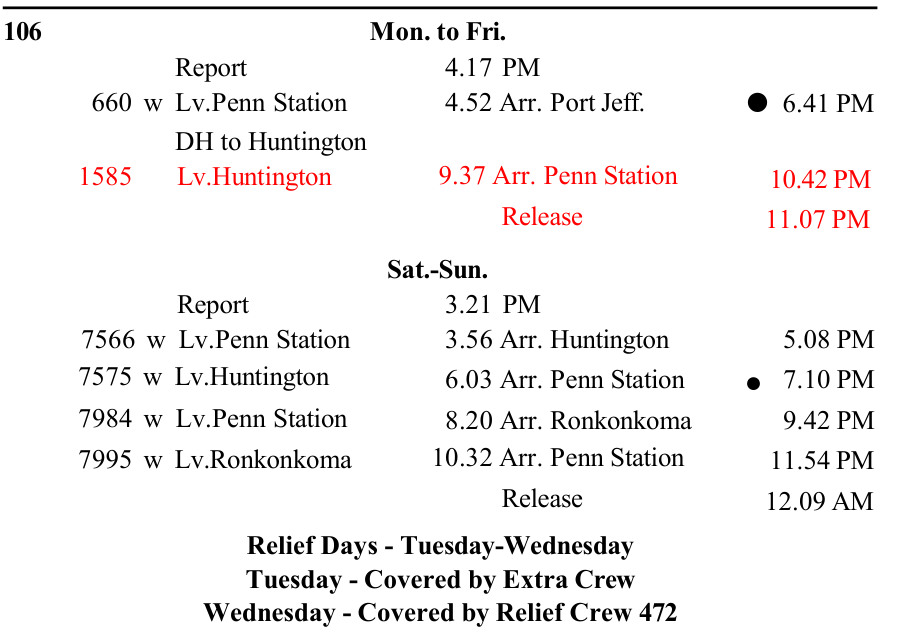 106 Mon. to Fri.
Report 4.17 PM
660 w Lv.Penn Station 4.52 Arr. Port Jeff. ● 6.41 PM
DH to Huntington
1585 Lv.Huntington 9.37 Arr. Penn Station 10.42 PM
Release 11.07 PM
Sat.-Sun.
Report 3.21 PM
7566 w Lv.Penn Station 3.56 Arr. Huntington 5.08 PM
7575 w Lv.Huntington 6.03 Arr. Penn Station ● 7.10 PM
7984 w Lv.Penn Station 8.20 Arr. Ronkonkoma 9.42 PM
7995 w Lv.Ronkonkoma 10.32 Arr. Penn Station 11.54 PM
Release 12.09 AM
Relief Days - Tuesday-Wednesday
Tuesday - Covered by Extra Crew
Wednesday - Covered by Relief Crew 472